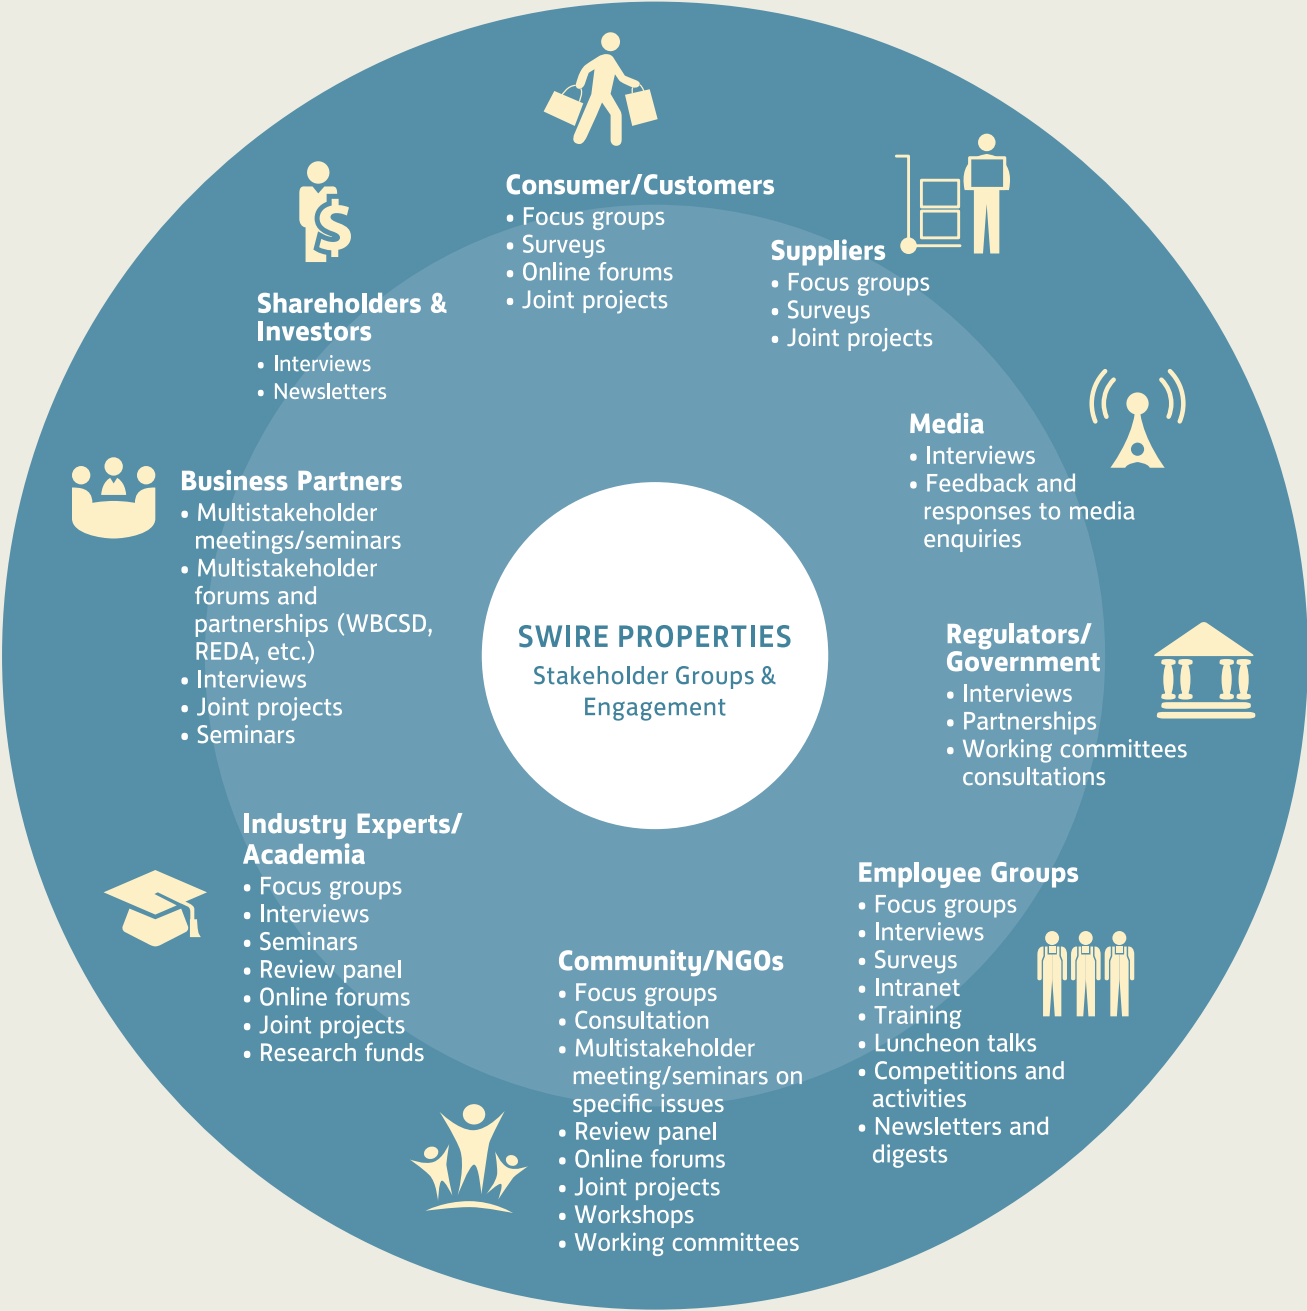 Consumer/Customers
• Focus groups
• Surveys
• Online forums
• Joint projects
Suppliers
• Focus groups
• Surveys
• Joint projects
Media
• Interviews
• Feedback and
responses to media
enquiries
Regulators/
Government
• Interviews
• Partnerships
• Working committees
consultations
Employee Groups
• Focus groups
• Interviews
• Surveys
• Intranet
• Training
• Luncheon talks
• Competitions and
activities
• Newsletters and
digests
Community/NGOs
• Focus groups
• Consultation
• Multistakeholder
meeting/seminars on
specific issues
• Review panel
• Online forums
• Joint projects
• Workshops
• Working committees
Industry Experts/
Academia
• Focus groups
• Interviews
• Seminars
• Review panel
• Online forums
• Joint projects
• Research funds
Business Partners
• Multistakeholder
meetings/seminars
• Multistakeholder
forums and
partnerships (WBCSD,
REDA, etc.)
• Interviews
• Joint projects
• Seminars
Shareholders &
Investors
• Interviews
• Newsletters
SWIRE PROPERTIES
Stakeholder Groups &
Engagement